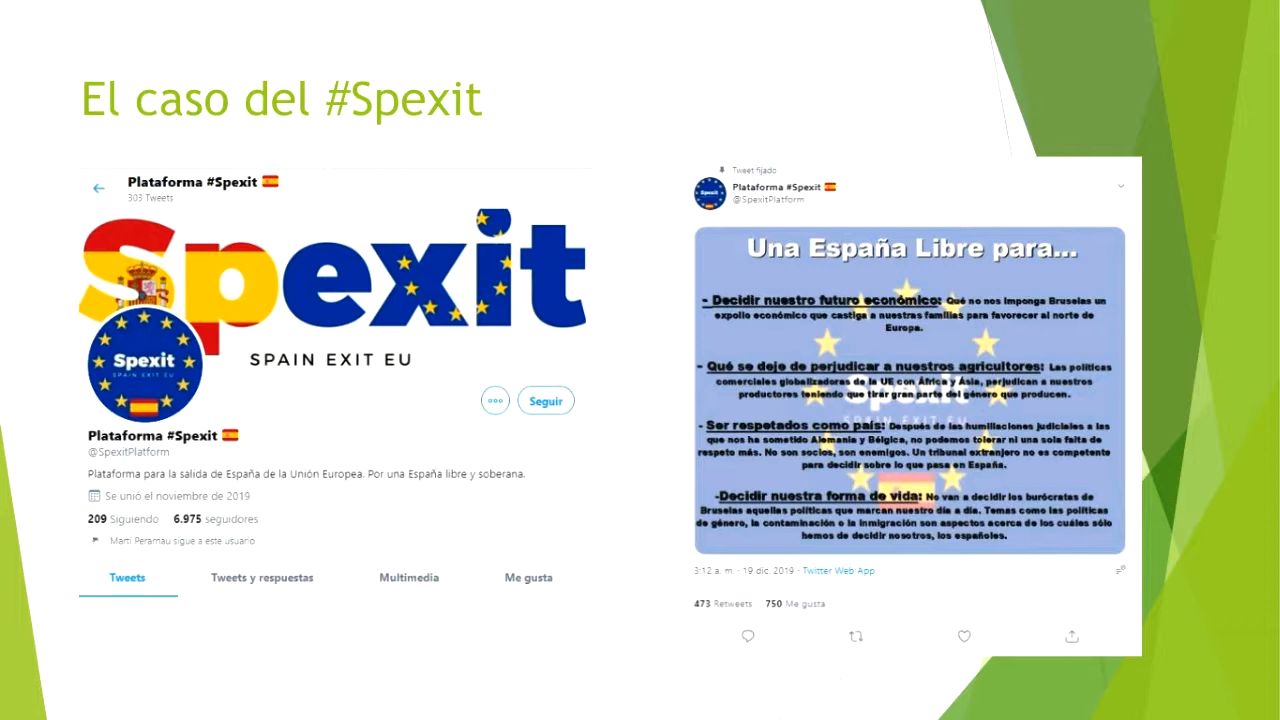 El caso del #Spexit
Plataforma #Spexit
303 Tweets
Spexit
SPAIN EXIT EU
Spexit
SPAIN EXIT EU
Seguir
Plataforma #Spexit
@SpexitPlatform
Plataforma para la salida de España de la Unión Europea. Por una España libre y soberana.
Se unió el noviembre de 2019
209 Siguiendo 6.975 seguidores
Martí Perarnau sigue a este usuario
Tweets Tweets y respuestas Multimedia Me gusta
Tweet fijado
Spexit
Plataforma #Spexit
@SpexitPlatform
Una España Libre para...
- Decidir nuestro futuro económico: Qué no nos imponga Bruselas un
expolio económico que castiga a nuestras familias para favorecer al norte de
Europa.
- Qué se deje de perjudicar a nuestros agricultores: Las políticas
comerciales globalizadoras de la UE con África y Ásia, perjudican a nuestros
productores teniendo que tirar gran parte del género que producen.
Spexit
SPAIN EXIT EU
- Ser respetados como país: Después de las humillaciones judiciales a las
que nos ha sometido Alemania y Bélgica, no podemos tolerar ni una sola falta de
respeto más. No son socios, son enemigos. Un tribunal extranjero no es competente
para decidir sobre lo que pasa en España.
-Decidir nuestra forma de vida: No van a decidir los burócratas de
Bruselas aquellas políticas que marcan nuestro día a día. Temas como las políticas
de género, la contaminación o la inmigración son aspectos acerca de los cuáles sólo
hemos de decidir nosotros, los españoles.
3:12 a. m. · 19 dic. 2019 · Twitter Web App
473 Retweets 750 Me gusta